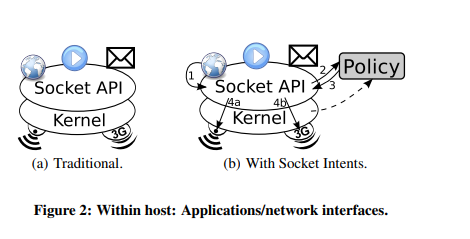 Socket API
Kernel
3G
(a) Traditional.
1
2
Policy
Socket API
3
4a
4b
Kernel
3G
(b) With Socket Intents.
Figure 2: Within host: Applications/network interfaces.